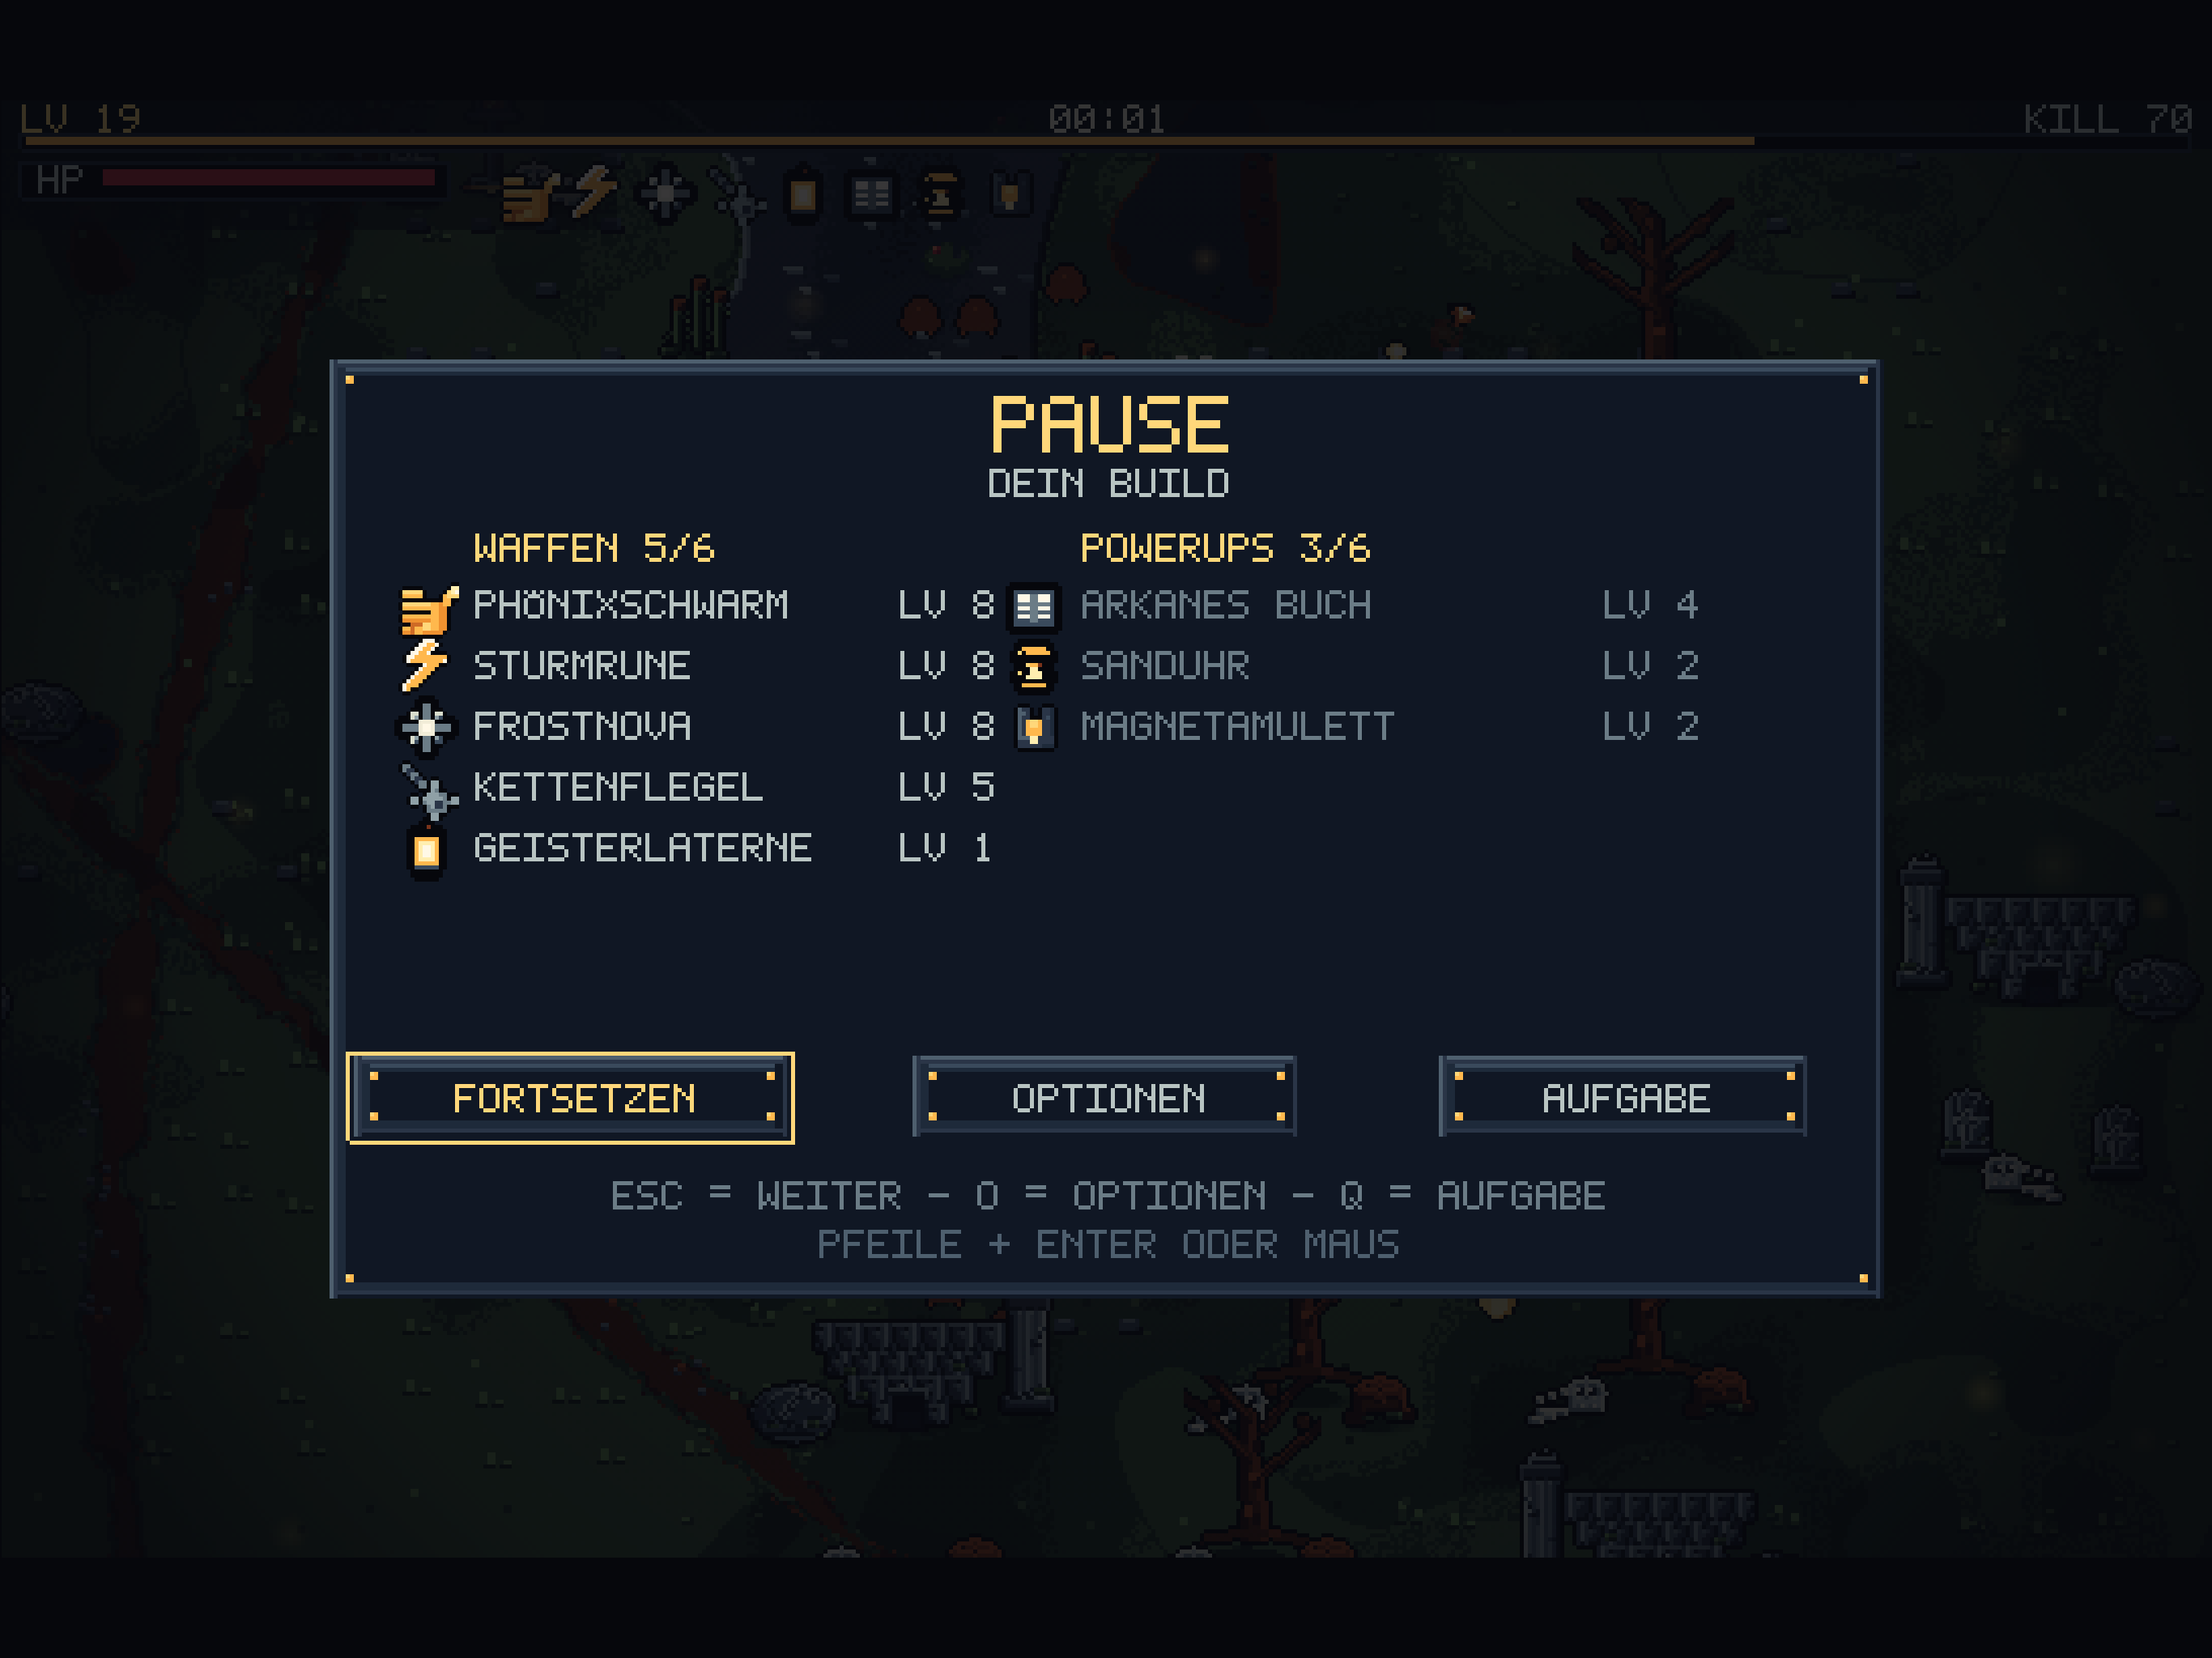 LV 19 00:01 KILL 70
HP
PAUSE
DEIN BUILD
WAFFEN 5/6 POWERUPS 3/6
PHÖNIXSCHWARM LV 8 ARKANES BUCH LV 4
STURMRUNE LV 8 SANDUHR LV 2
FROSTNOVA LV 8 MAGNETAMULETT LV 2
KETTENFLEGEL LV 5
GEISTERLATERNE LV 1
FORTSETZEN OPTIONEN AUFGABE
ESC = WEITER - O = OPTIONEN - Q = AUFGABE
PFEILE + ENTER ODER MAUS